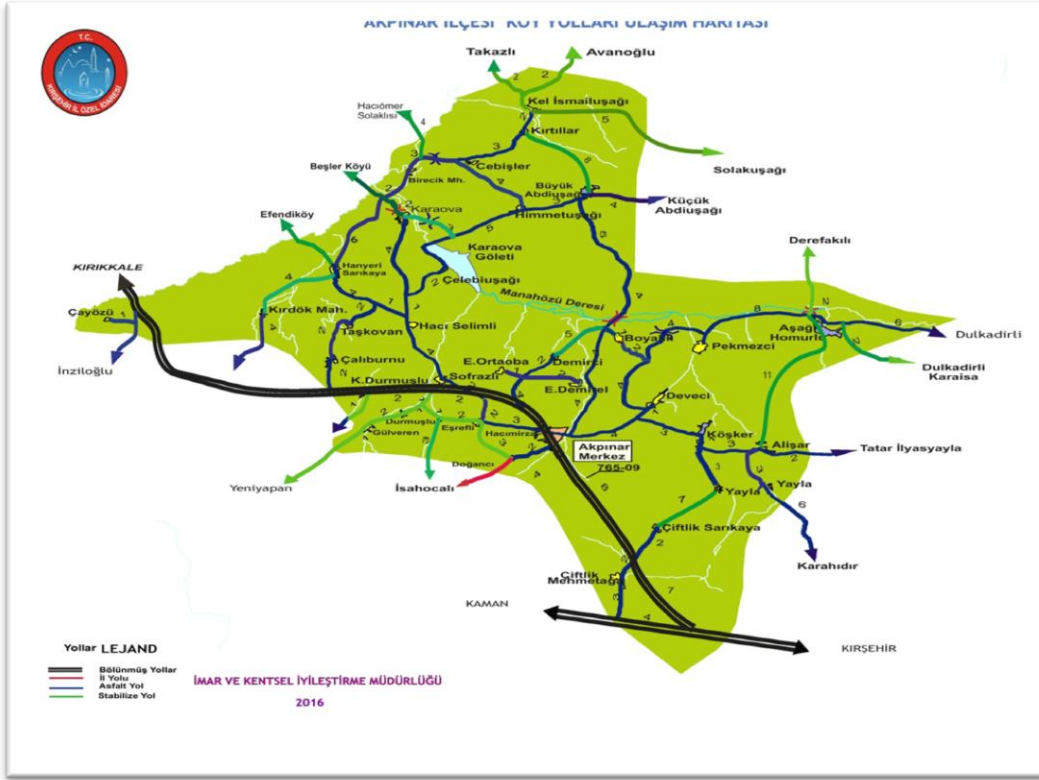 AKPINAR İLÇESİ KÖY YOLLARI ULAŞIM HARİTASI
T.C.
KIRŞEHİR İL ÖZEL İDARESİ
Takazlı
Avanoğlu
Kel İsmailuşağı
Hacıömer
Solaklısı
Kırtıllar
Solakuşağı
Cebişler
Beşler Köyü
Birecik Mh.
Büyük
Abdiuşağı
Küçük
Abdiuşağı
Karaova
Himmetuşağı
Efendiköy
Karaova
Göleti
Derefakılı
KIRIKKALE
Hanyeri
Sarıkaya
Çelebiuşağı
Manahözü Deresi
Çayözü
Kırdök Mah.
Taşkovan
Hacı Selimli
Boyalık
Pekmezci
Aşağı
Homurlu
Dulkadirli
İnziloğlu
Çalıburnu
E.Ortaoba
Demirci
Dulkadirli
Karaisa
K.Durmuşlu
Sofrazlı
E.Demirel
Deveci
Durmuşlu
Gülveren
Eşrefli
Hacımirza
Köşker
Alişar
Akpınar
Merkez
Tatar İlyasyayla
Doğancı
765-09
Yeniyapan
İsahocalı
Yayla
Yayla
Çiftlik Sarıkaya
Karahıdır
Çiftlik
Mehmetağa
KAMAN
KIRŞEHİR
Yollar LEJAND
Bölünmüş Yollar
İl Yolu
Asfalt Yol
Stabilize Yol
İMAR VE KENTSEL İYİLEŞTİRME MÜDÜRLÜĞÜ
2016